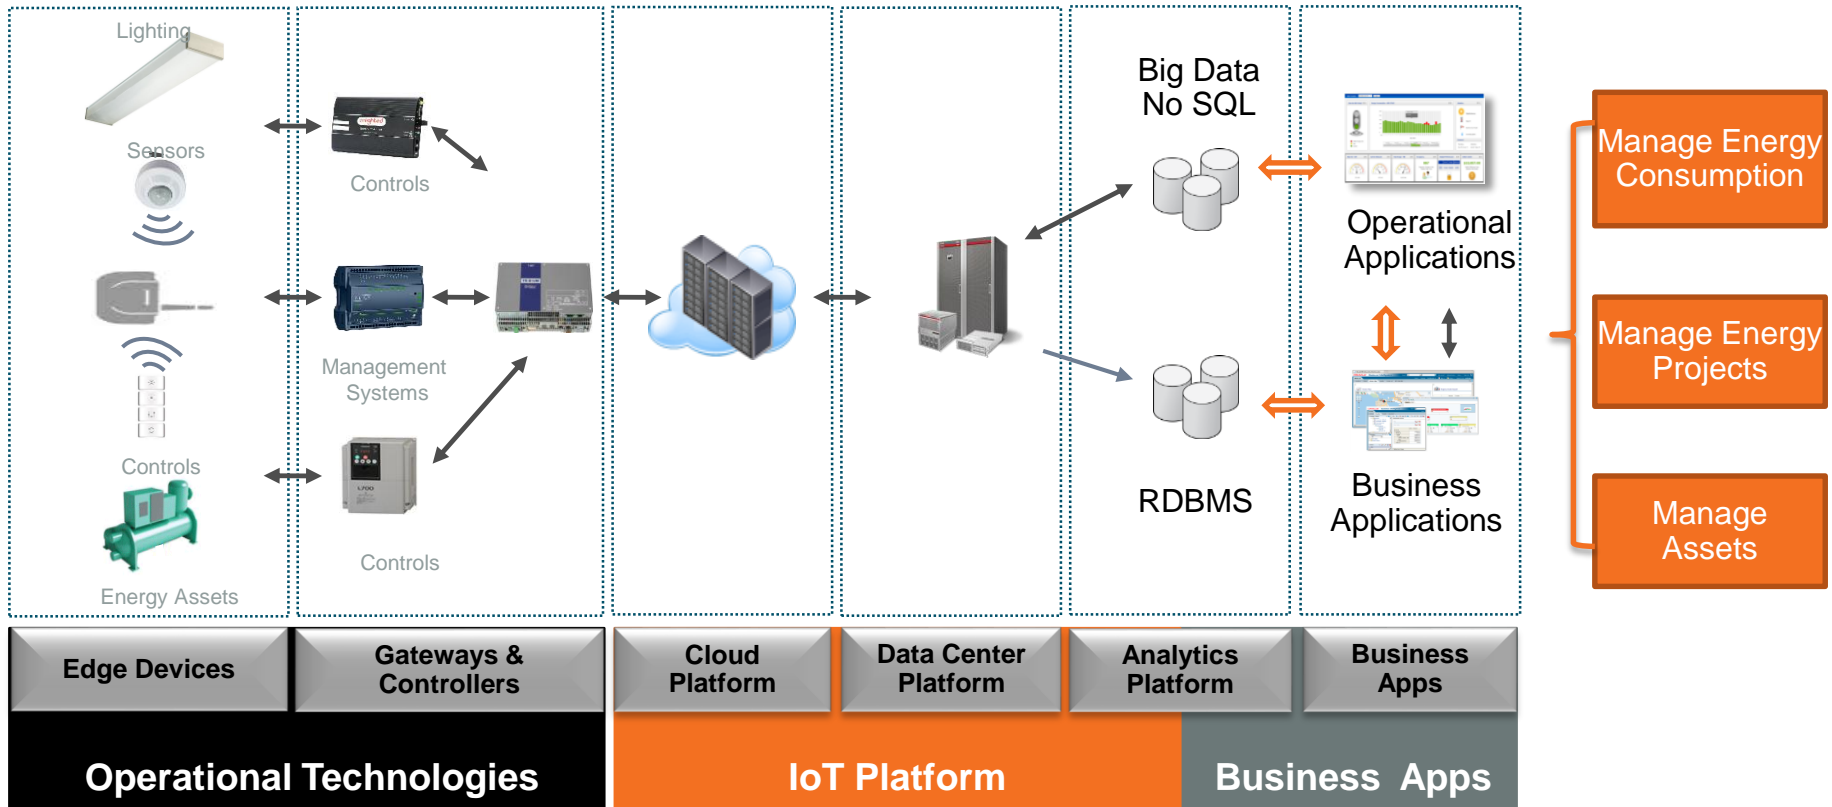 Lighting
Sensors
Controls
Energy Assets
Controls
Management
Systems
L700
Controls
Big Data
No SQL
RDBMS
Operational
Applications
Business
Applications
Manage Energy
Consumption
Manage Energy
Projects
Manage
Assets
Edge Devices
Gateways &
Controllers
Cloud
Platform
Data Center
Platform
Analytics
Platform
Business
Apps
Operational Technologies
IoT Platform
Business Apps